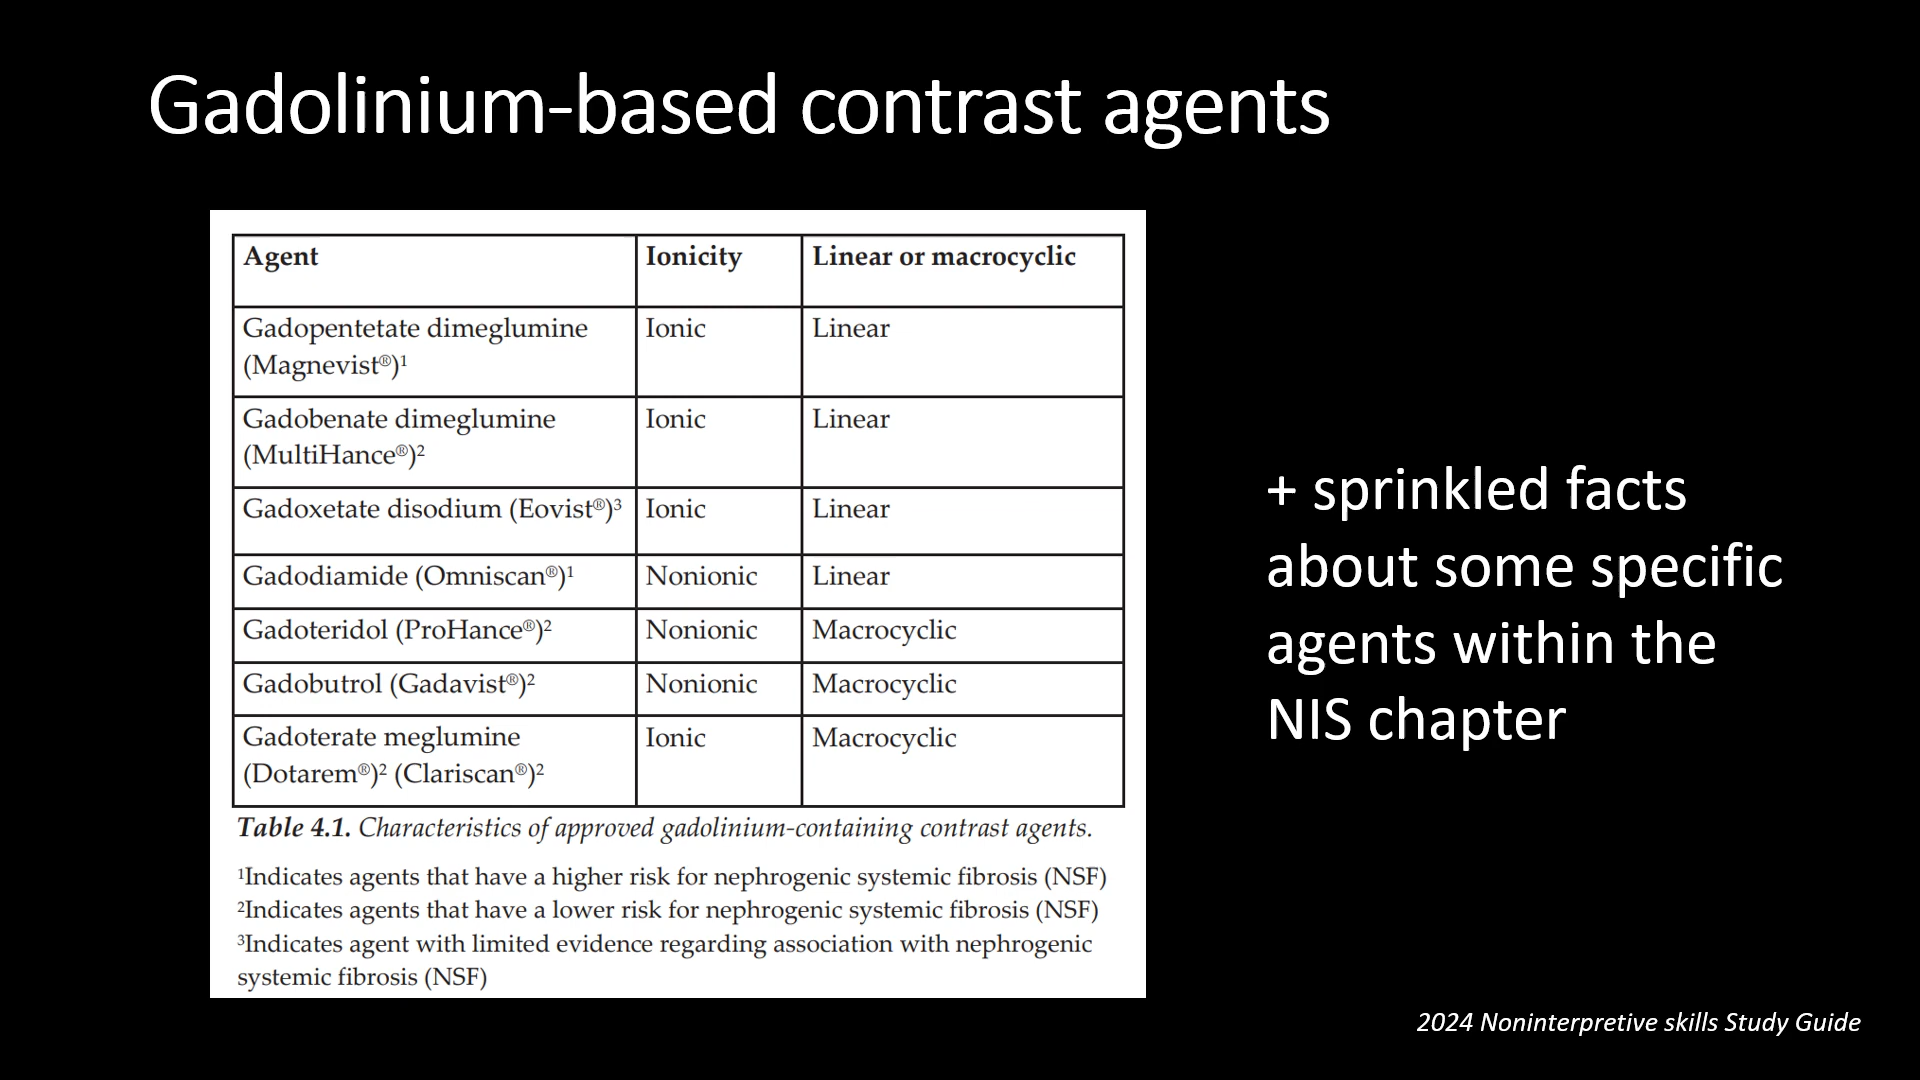 Gadolinium-based contrast agents
Agent Ionicity Linear or macrocyclic
Gadopentetate dimeglumine Ionic Linear
(Magnevist®)¹
Gadobenate dimeglumine Ionic Linear
(MultiHance®)²
Gadoxetate disodium (Eovist®)³ Ionic Linear
Gadodiamide (Omniscan®)¹ Nonionic Linear
Gadoteridol (ProHance®)² Nonionic Macrocyclic
Gadobutrol (Gadavist®)² Nonionic Macrocyclic
Gadoterate meglumine Ionic Macrocyclic
(Dotarem®)² (Clariscan®)²
Table 4.1. Characteristics of approved gadolinium-containing contrast agents.
¹Indicates agents that have a higher risk for nephrogenic systemic fibrosis (NSF)
²Indicates agents that have a lower risk for nephrogenic systemic fibrosis (NSF)
³Indicates agent with limited evidence regarding association with nephrogenic
systemic fibrosis (NSF)
+ sprinkled facts
about some specific
agents within the
NIS chapter
2024 Noninterpretive skills Study Guide